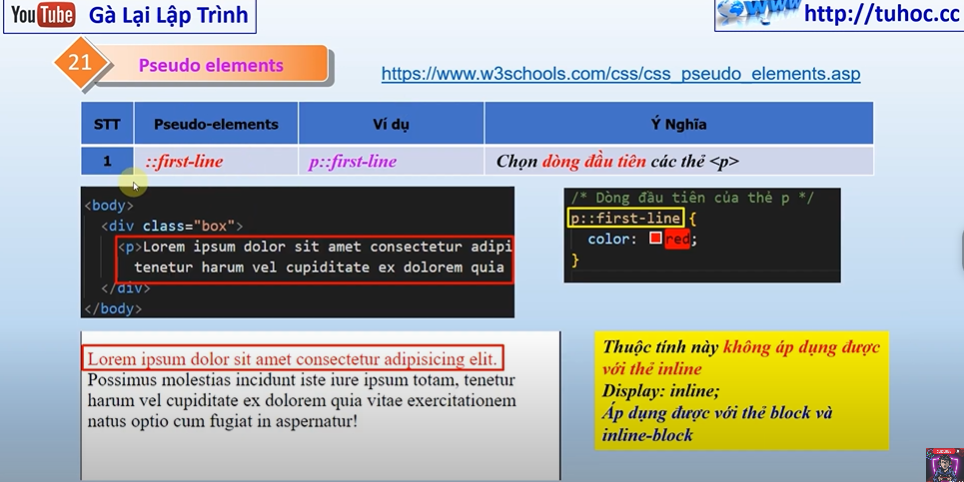 YouTube Gà Lại Lập Trình
www http://tuhoc.cc
21 Pseudo elements
https://www.w3schools.com/css/css_pseudo_elements.asp
STT Pseudo-elements Ví dụ Ý Nghĩa
1 ::first-line p::first-line Chọn dòng đầu tiên các thẻ <p>
<body>
<div class="box">
<p>Lorem ipsum dolor sit amet consectetur adipi
tenetur harum vel cupiditate ex dolorem quia
</div>
</body>
/* Dòng đầu tiên của thẻ p */
p::first-line {
color: red;
}
Lorem ipsum dolor sit amet consectetur adipisicing elit.
Possimus molestias incidunt iste iure ipsum totam, tenetur
harum vel cupiditate ex dolorem quia vitae exercitationem
natus optio cum fugiat in aspernatur!
Thuộc tính này không áp dụng được
với thẻ inline
Display: inline;
Áp dụng được với thẻ block và
inline-block